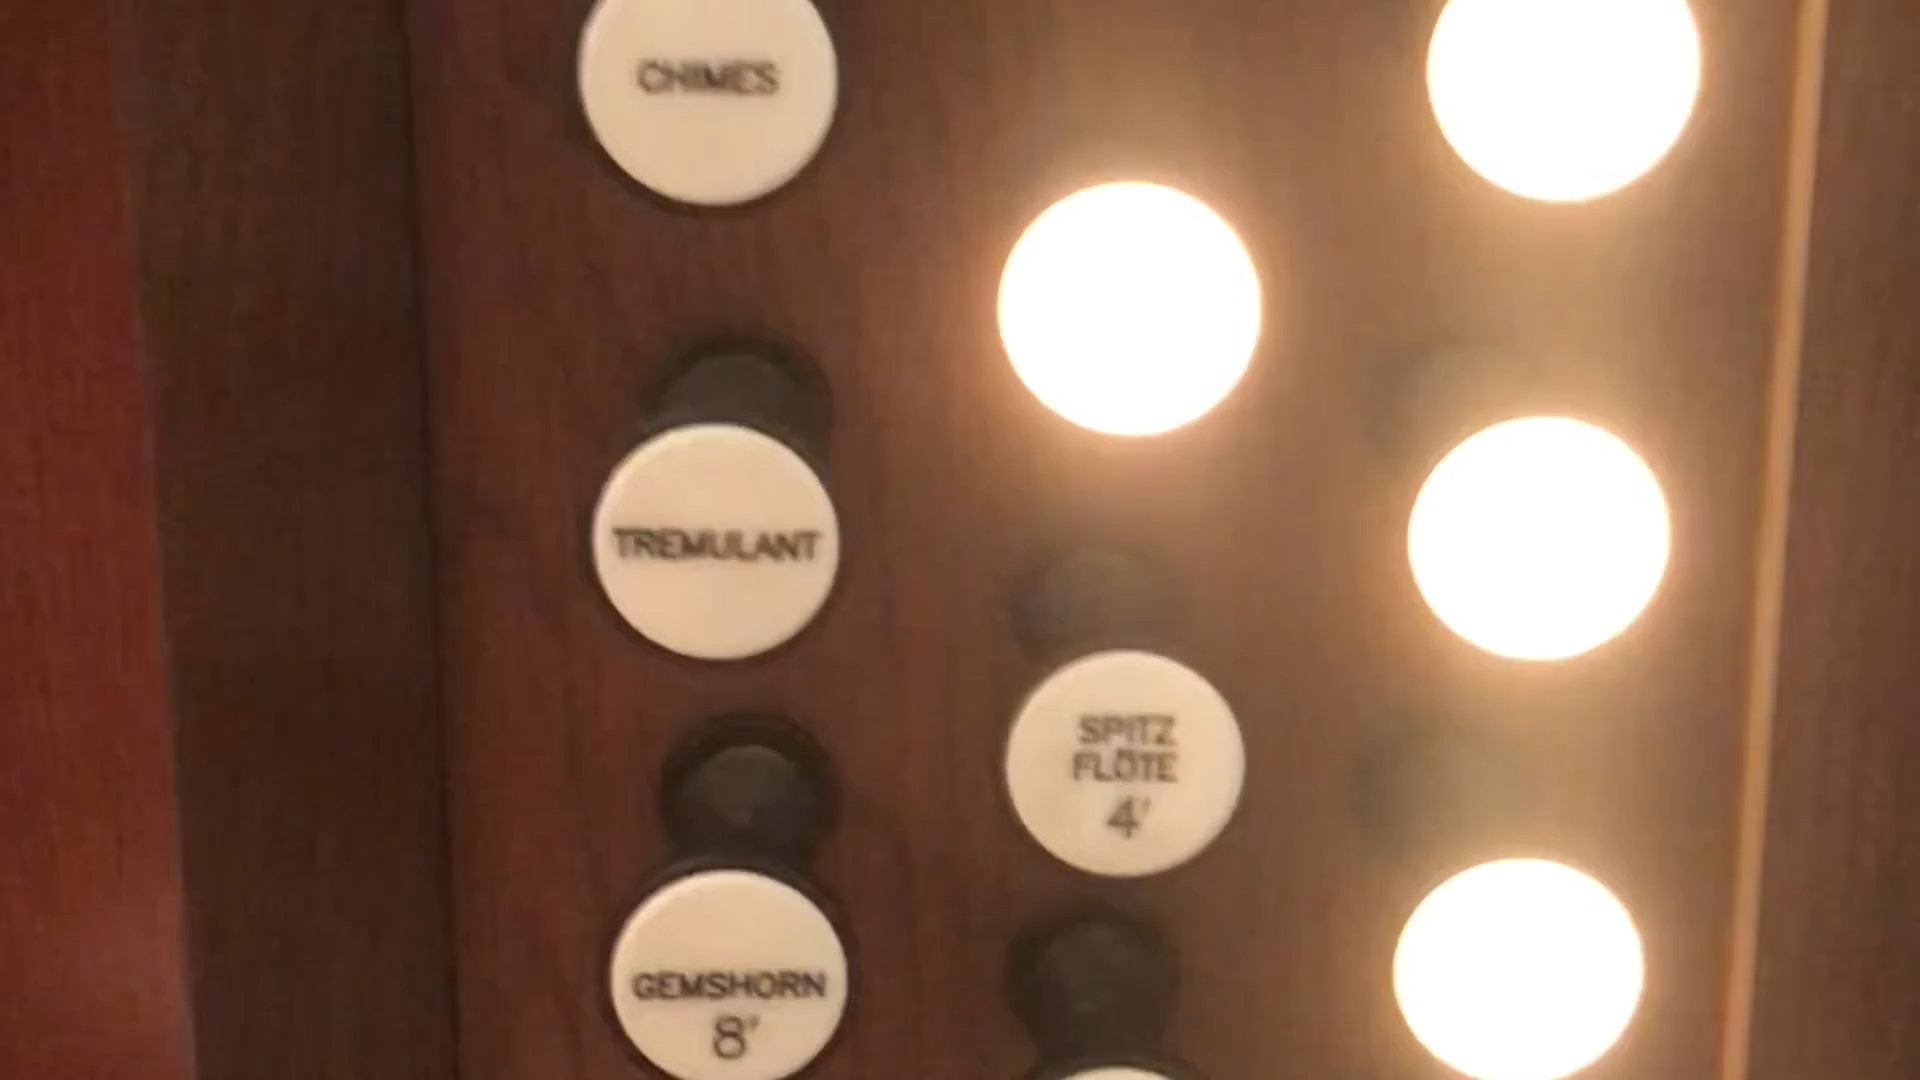 CHIMES
TREMULANT
SPITZ
FLÖTE
4'
GEMSHORN
8'